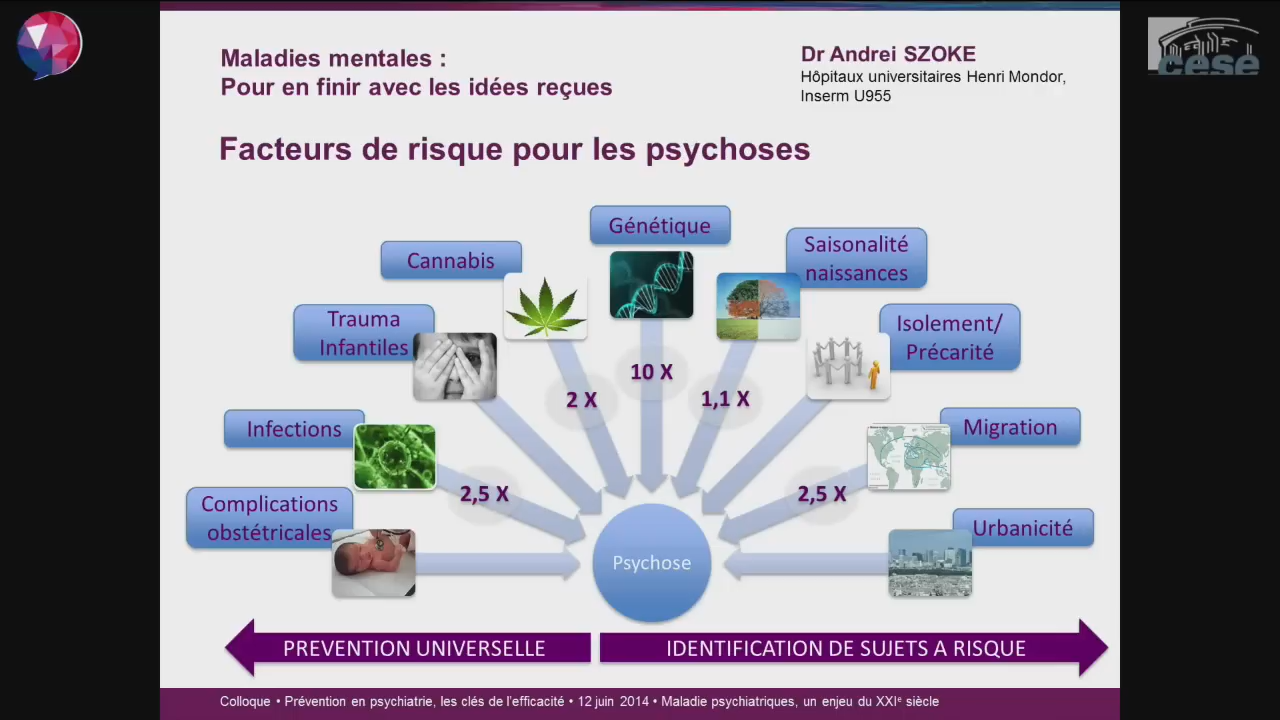 Maladies mentales :
Pour en finir avec les idées reçues
Dr Andrei SZOKE
Hôpitaux universitaires Henri Mondor,
Inserm U955
cese
Facteurs de risque pour les psychoses
Génétique
Cannabis
Saisonalité
naissances
Trauma
Infantiles
Isolement/
Précarité
10 X
2 X
1,1 X
Infections
Migration
2,5 X
2,5 X
Complications
obstétricales
Urbanicité
Psychose
PREVENTION UNIVERSELLE
IDENTIFICATION DE SUJETS A RISQUE
Colloque • Prévention en psychiatrie, les clés de l'efficacité • 12 juin 2014 • Maladie psychiatriques, un enjeu du XXIe siècle